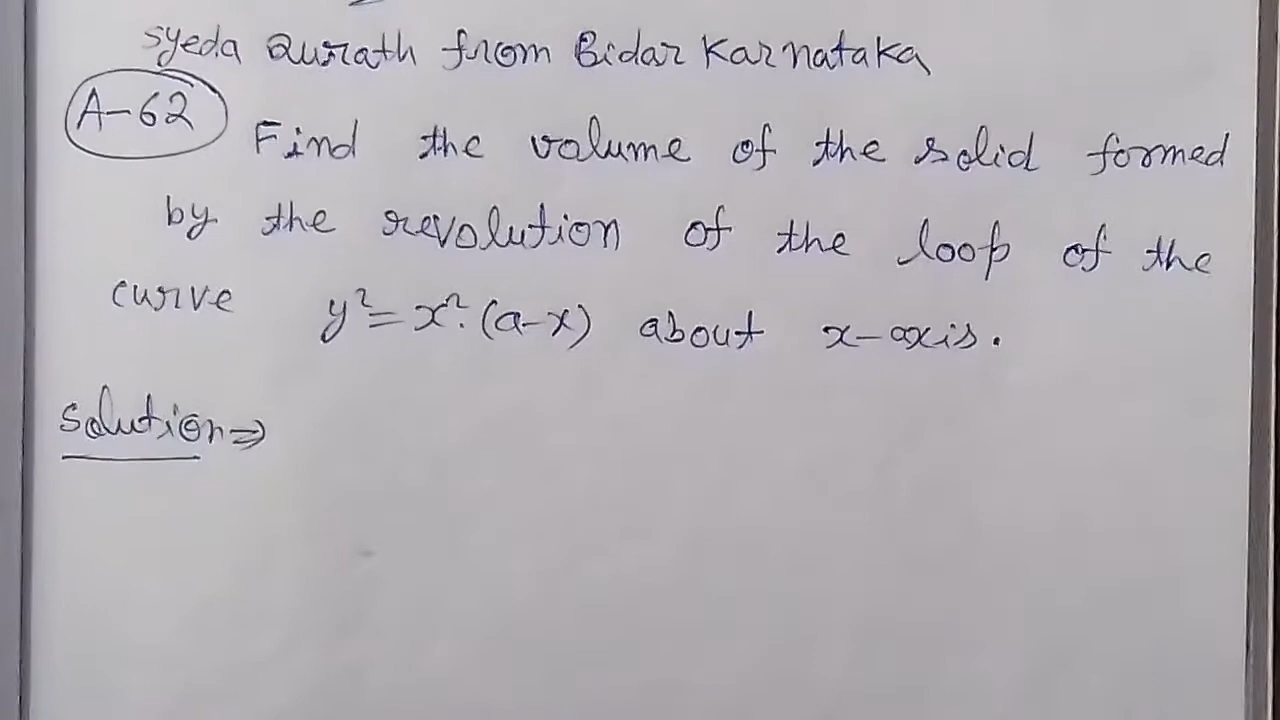 Syeda Qurath from Bidar Karnataka
A-62 Find the volume of the solid formed
by the revolution of the loop of the
curve y²=x².(a-x) about x-axis.
Solution⇒